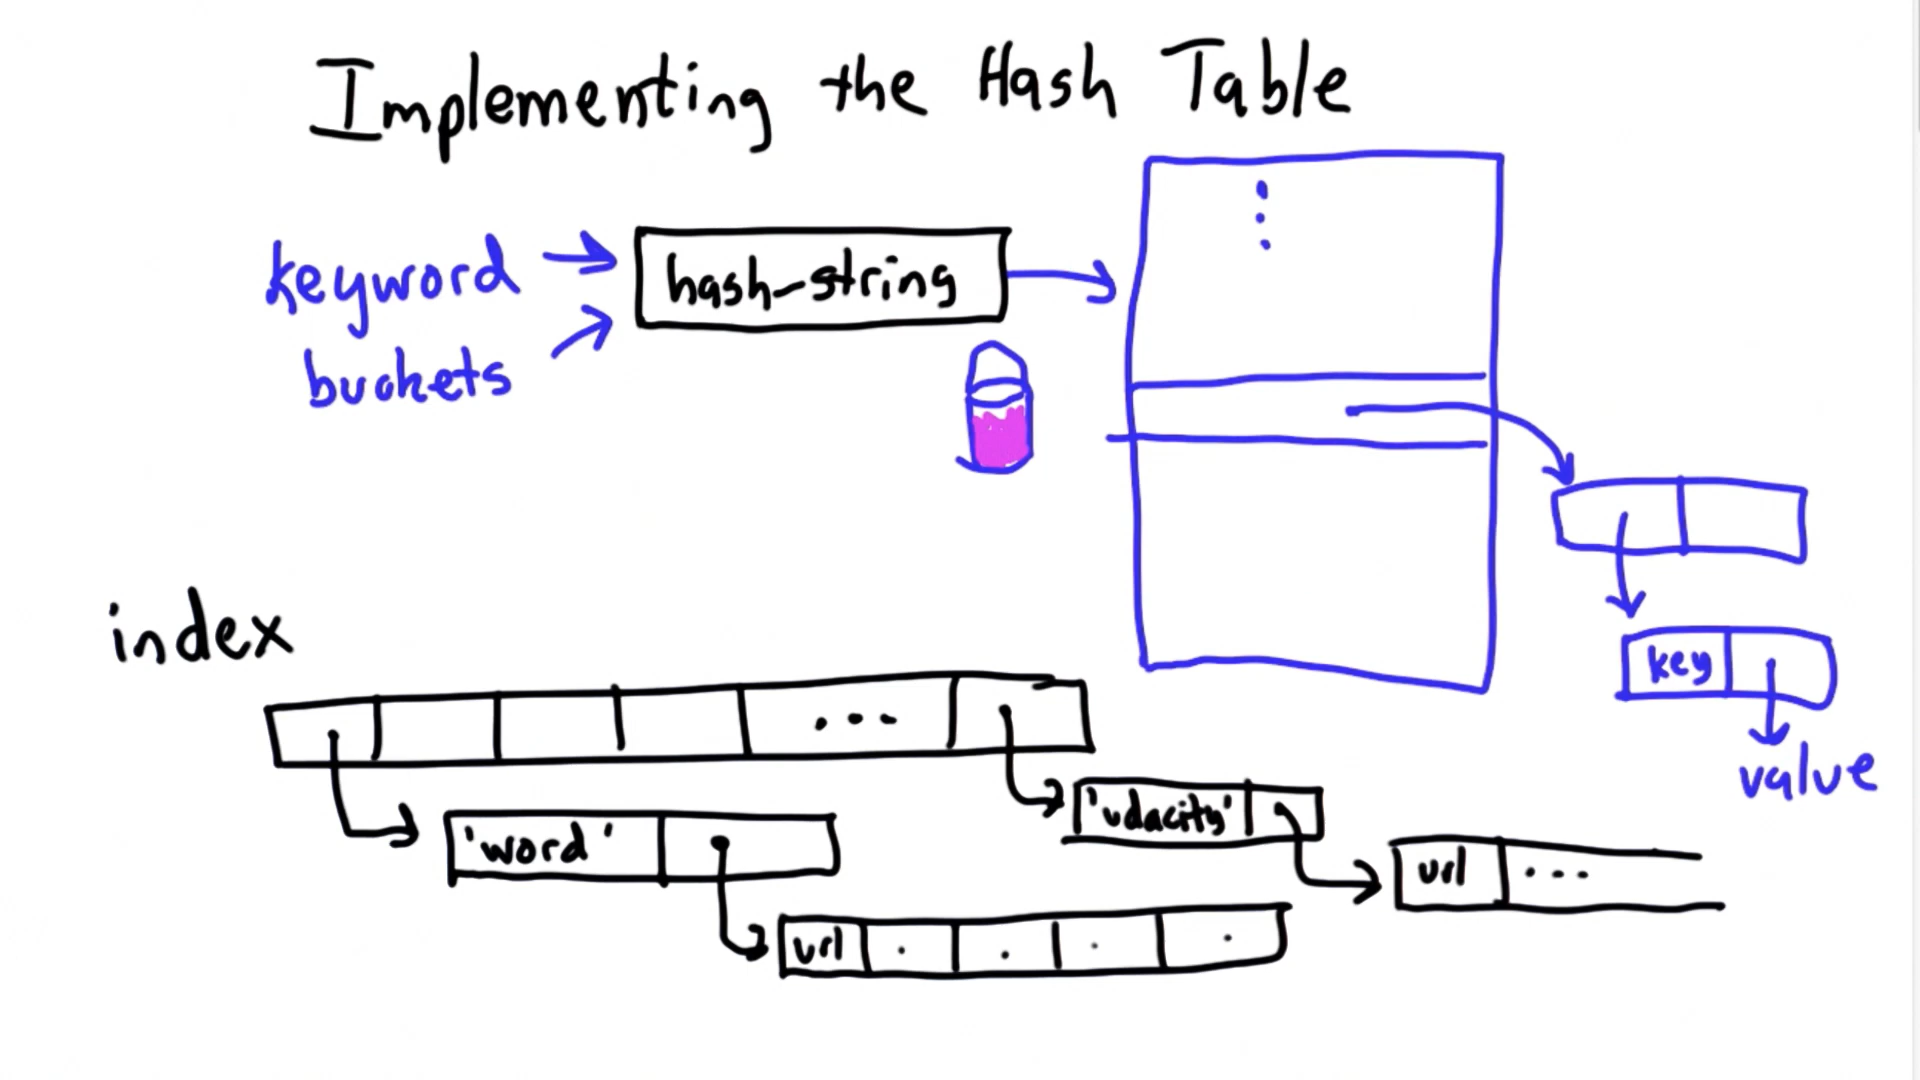 Implementing the Hash Table
keyword
hash-string
buckets
key
value
index
...
'word'
'udacity'
url ...
url . . . .